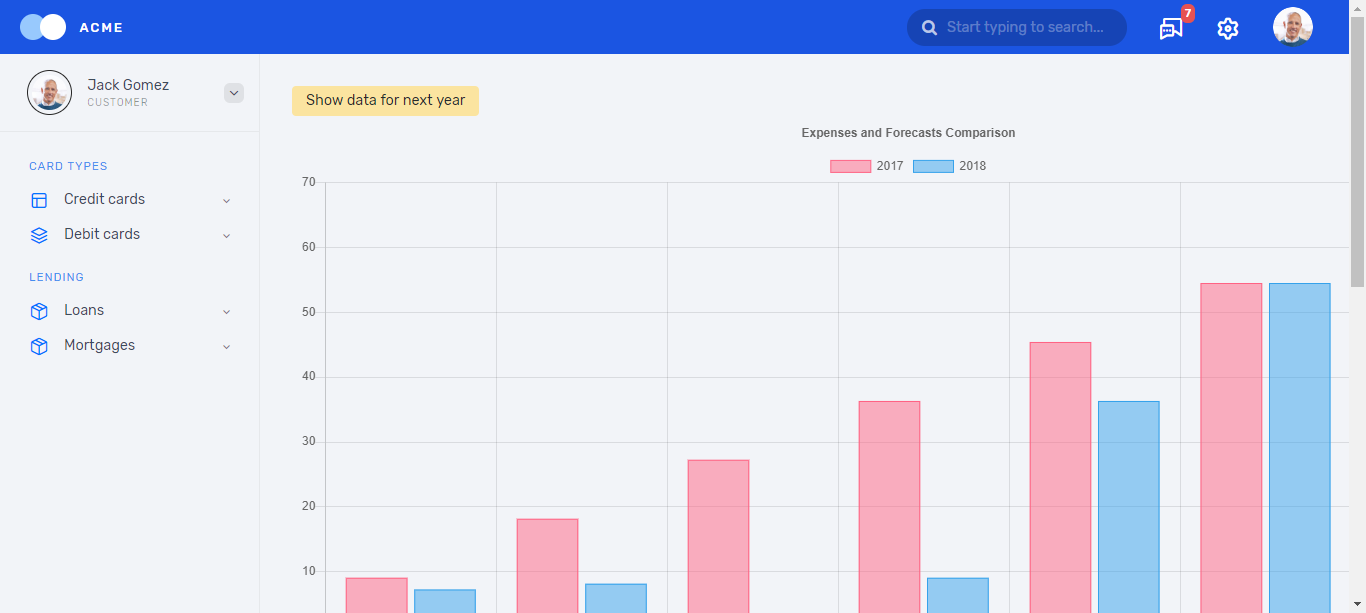 ACME
Start typing to search...
7
Jack Gomez
CUSTOMER
CARD TYPES
Credit cards
Debit cards
LENDING
Loans
Mortgages
Show data for next year
Expenses and Forecasts Comparison
2017 2018
70
60
50
40
30
20
10